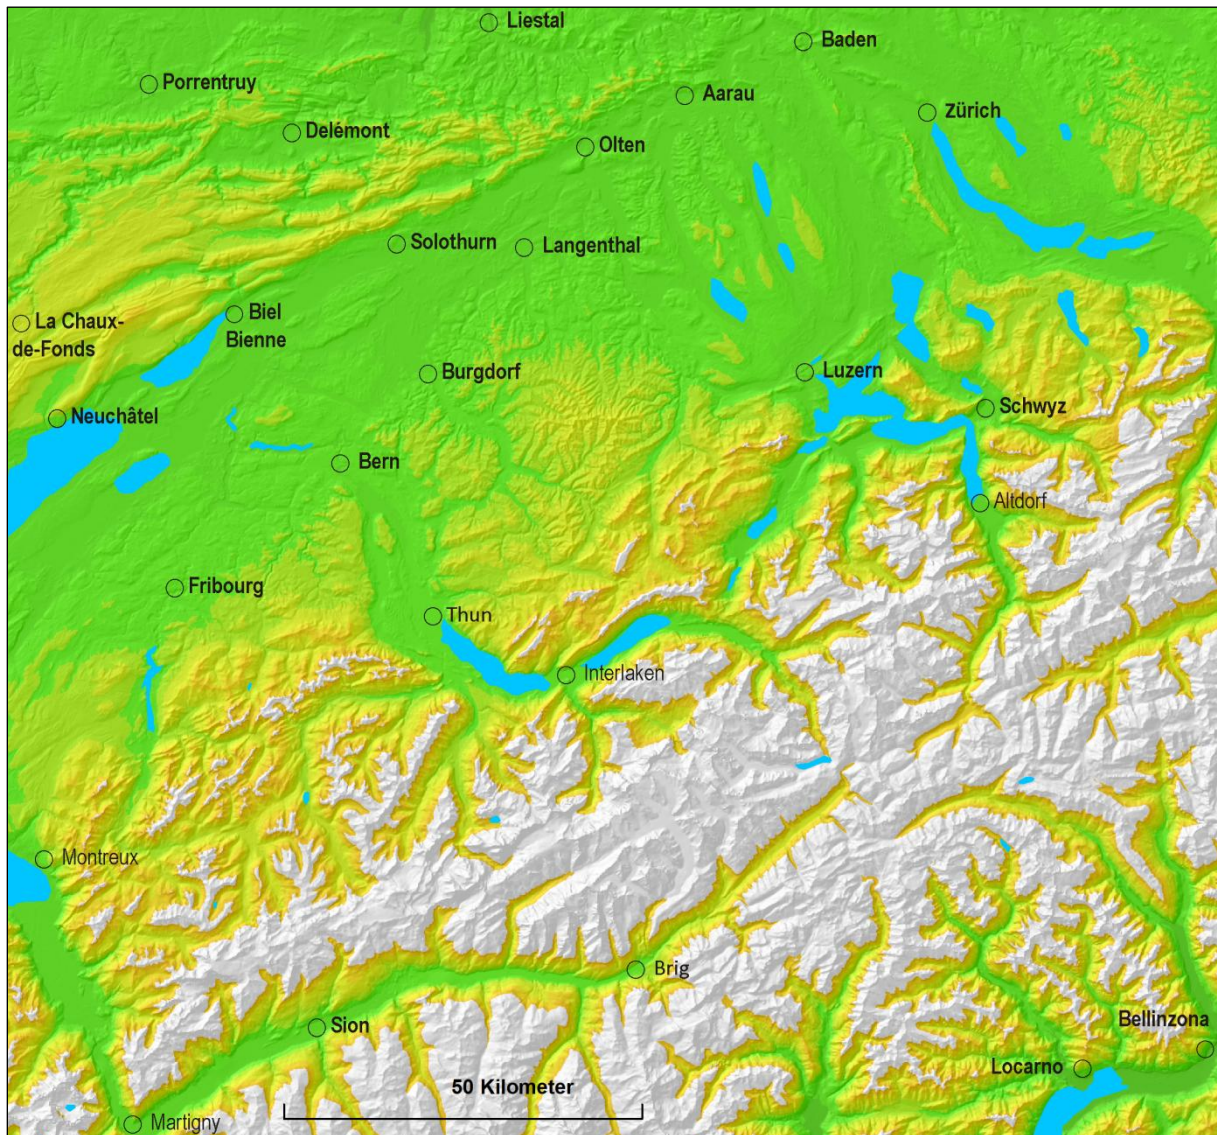 Liestal
Baden
Porrentruy
Aarau
Zürich
Delémont
Olten
Solothurn
Langenthal
Biel
Bienne
La Chaux-
de-Fonds
Burgdorf
Luzern
Neuchâtel
Schwyz
Bern
Altdorf
Fribourg
Thun
Interlaken
Montreux
Brig
Sion
Bellinzona
Locarno
50 Kilometer
Martigny